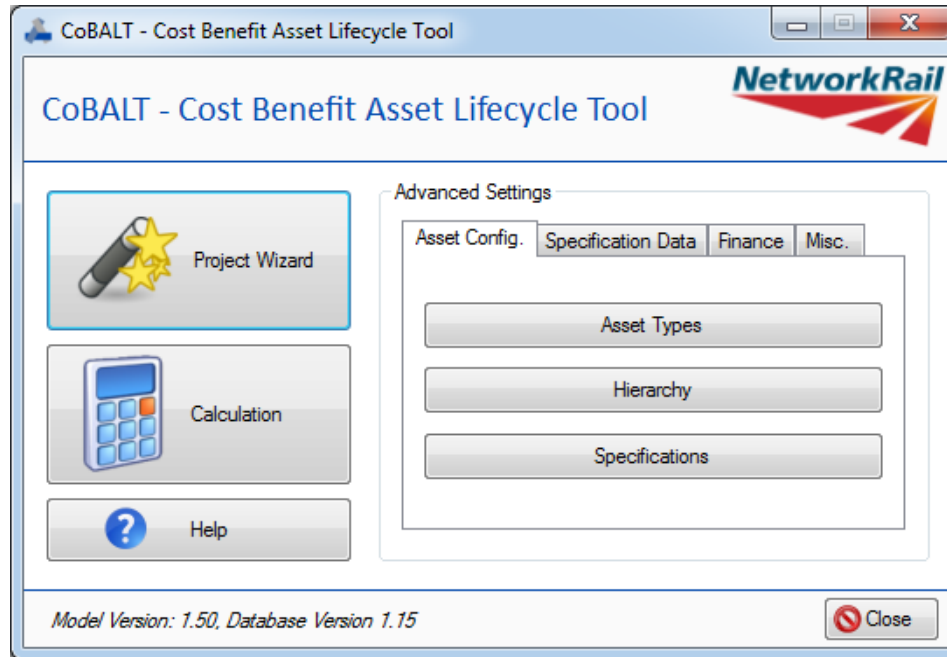 CoBALT - Cost Benefit Asset Lifecycle Tool
NetworkRail
CoBALT - Cost Benefit Asset Lifecycle Tool
Advanced Settings
Asset Config. Specification Data Finance Misc.
Project Wizard
Asset Types
Hierarchy
Calculation
Specifications
Help
Model Version: 1.50, Database Version 1.15
Close